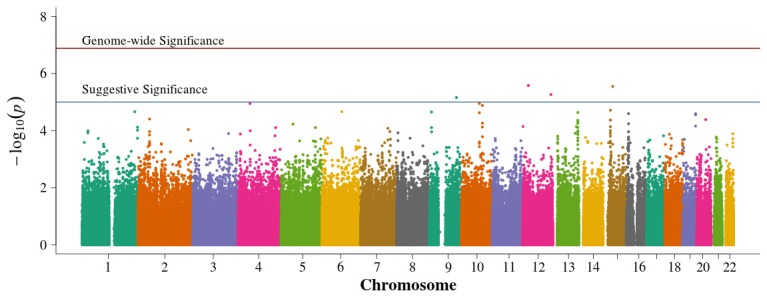 8
Genome-wide Significance
6
Suggestive Significance
4
2
0
−log10(p)
1 2 3 4 5 6 7 8 9 10 11 12 13 14 16 18 20 22
Chromosome